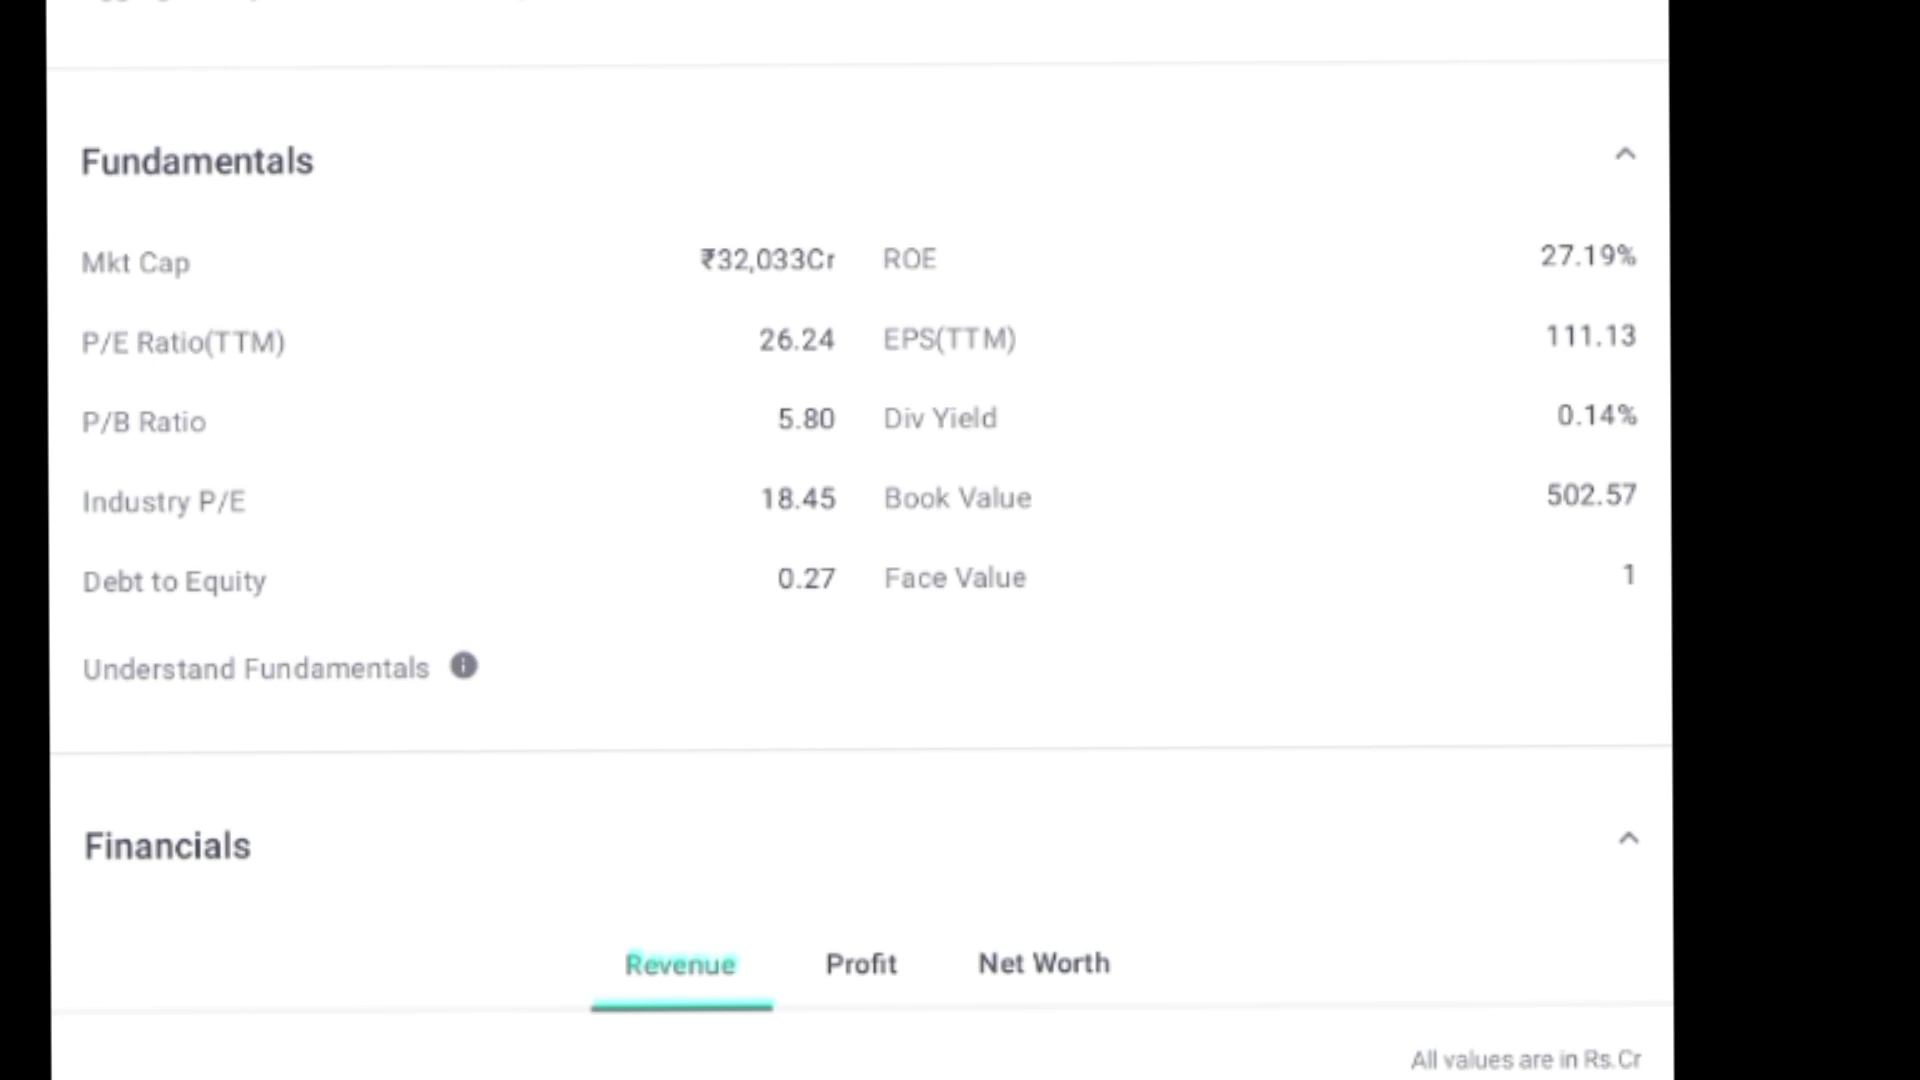 Fundamentals
Mkt Cap ₹32,033Cr ROE 27.19%
P/E Ratio(TTM) 26.24 EPS(TTM) 111.13
P/B Ratio 5.80 Div Yield 0.14%
Industry P/E 18.45 Book Value 502.57
Debt to Equity 0.27 Face Value 1
Understand Fundamentals
Financials
Revenue Profit Net Worth
All values are in Rs.Cr